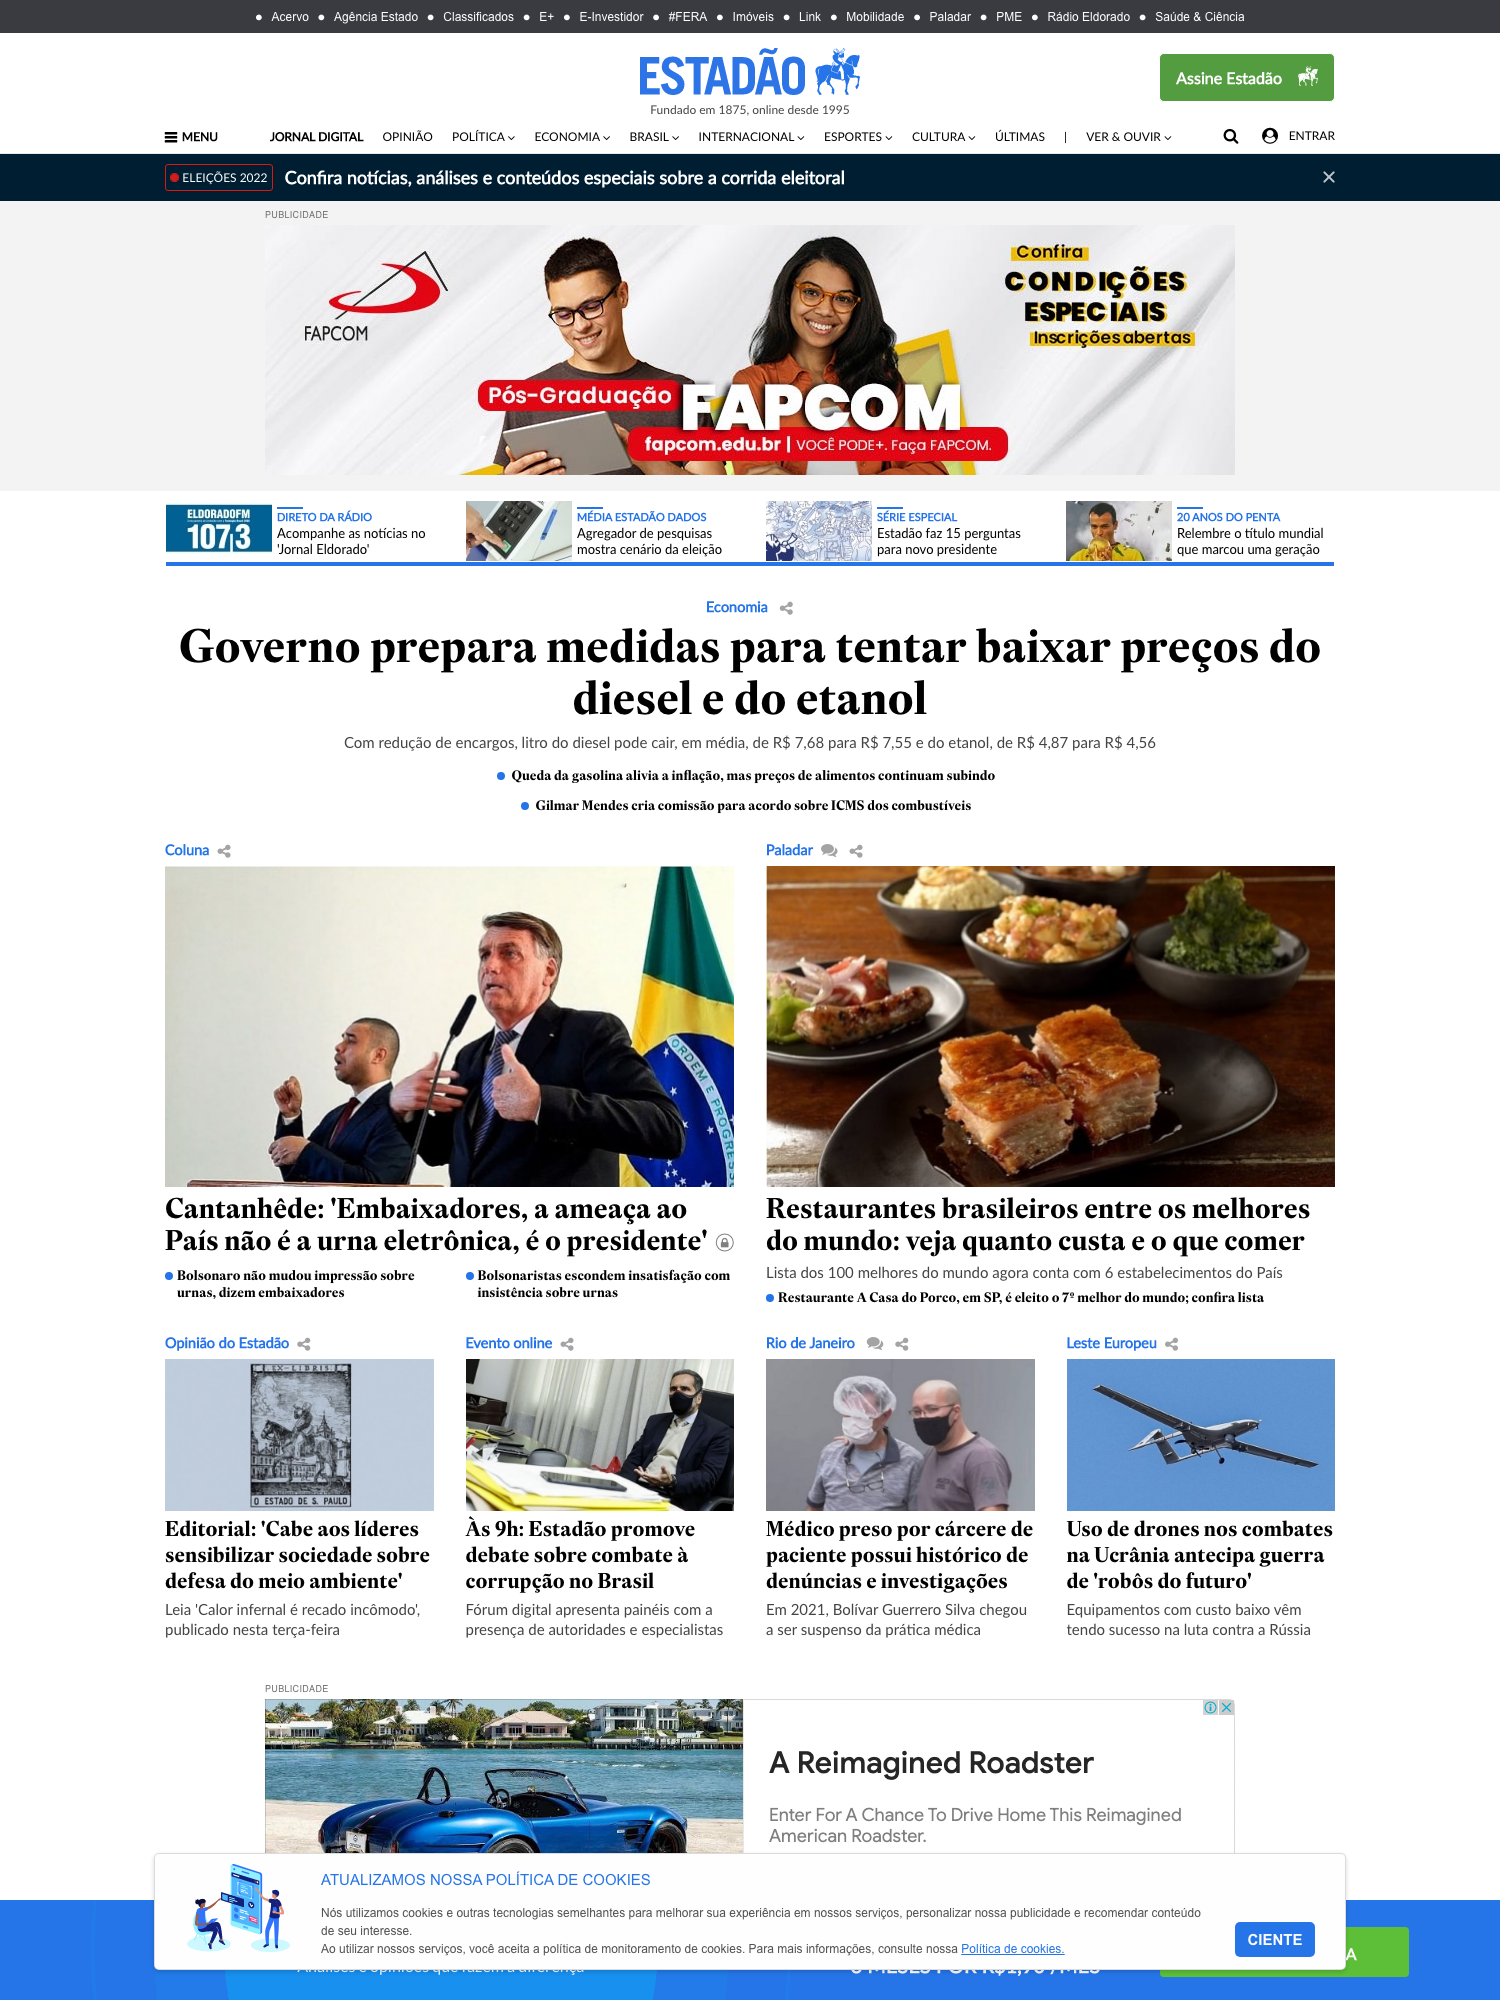 Acervo Agência Estado Classificados E+ E-Investidor #FERA Imóveis Link Mobilidade Paladar PME Rádio Eldorado Saúde & Ciência
ESTADÃO
Fundado em 1875, online desde 1995
Assine Estadão
MENU JORNAL DIGITAL OPINIÃO POLÍTICA ECONOMIA BRASIL INTERNACIONAL ESPORTES CULTURA ÚLTIMAS | VER & OUVIR ENTRAR
ELEIÇÕES 2022 Confira notícias, análises e conteúdos especiais sobre a corrida eleitoral
PUBLICIDADE
FAPCOM
Confira
CONDIÇÕES
ESPECIAIS
Inscrições abertas
Pós-Graduação
FAPCOM
fapcom.edu.br | VOCÊ PODE+. Faça FAPCOM.
ELDORADOFM
107,3
DIRETO DA RÁDIO
Acompanhe as notícias no
'Jornal Eldorado'
MÉDIA ESTADÃO DADOS
Agregador de pesquisas
mostra cenário da eleição
SÉRIE ESPECIAL
Estadão faz 15 perguntas
para novo presidente
20 ANOS DO PENTA
Relembre o título mundial
que marcou uma geração
Economia
Governo prepara medidas para tentar baixar preços do
diesel e do etanol
Com redução de encargos, litro do diesel pode cair, em média, de R$ 7,68 para R$ 7,55 e do etanol, de R$ 4,87 para R$ 4,56
Queda da gasolina alivia a inflação, mas preços de alimentos continuam subindo
Gilmar Mendes cria comissão para acordo sobre ICMS dos combustíveis
Coluna
ORDEM E PROGRESS
Cantanhêde: 'Embaixadores, a ameaça ao
País não é a urna eletrônica, é o presidente'
Bolsonaro não mudou impressão sobre
urnas, dizem embaixadores
Bolsonaristas escondem insatisfação com
insistência sobre urnas
Paladar
Restaurantes brasileiros entre os melhores
do mundo: veja quanto custa e o que comer
Lista dos 100 melhores do mundo agora conta com 6 estabelecimentos do País
Restaurante A Casa do Porco, em SP, é eleito o 7º melhor do mundo; confira lista
Opinião do Estadão
EX-LIBRIS
O ESTADO DE S. PAULO
Editorial: 'Cabe aos líderes
sensibilizar sociedade sobre
defesa do meio ambiente'
Leia 'Calor infernal é recado incômodo',
publicado nesta terça-feira
Evento online
Às 9h: Estadão promove
debate sobre combate à
corrupção no Brasil
Fórum digital apresenta painéis com a
presença de autoridades e especialistas
Rio de Janeiro
Médico preso por cárcere de
paciente possui histórico de
denúncias e investigações
Em 2021, Bolívar Guerrero Silva chegou
a ser suspenso da prática médica
Leste Europeu
Uso de drones nos combates
na Ucrânia antecipa guerra
de 'robôs do futuro'
Equipamentos com custo baixo vêm
tendo sucesso na luta contra a Rússia
PUBLICIDADE
A Reimagined Roadster
Enter For A Chance To Drive Home This Reimagined
American Roadster.
ATUALIZAMOS NOSSA POLÍTICA DE COOKIES
Nós utilizamos cookies e outras tecnologias semelhantes para melhorar sua experiência em nossos serviços, personalizar nossa publicidade e recomendar conteúdo
de seu interesse.
Ao utilizar nossos serviços, você aceita a política de monitoramento de cookies. Para mais informações, consulte nossa Política de cookies.
CIENTE
A